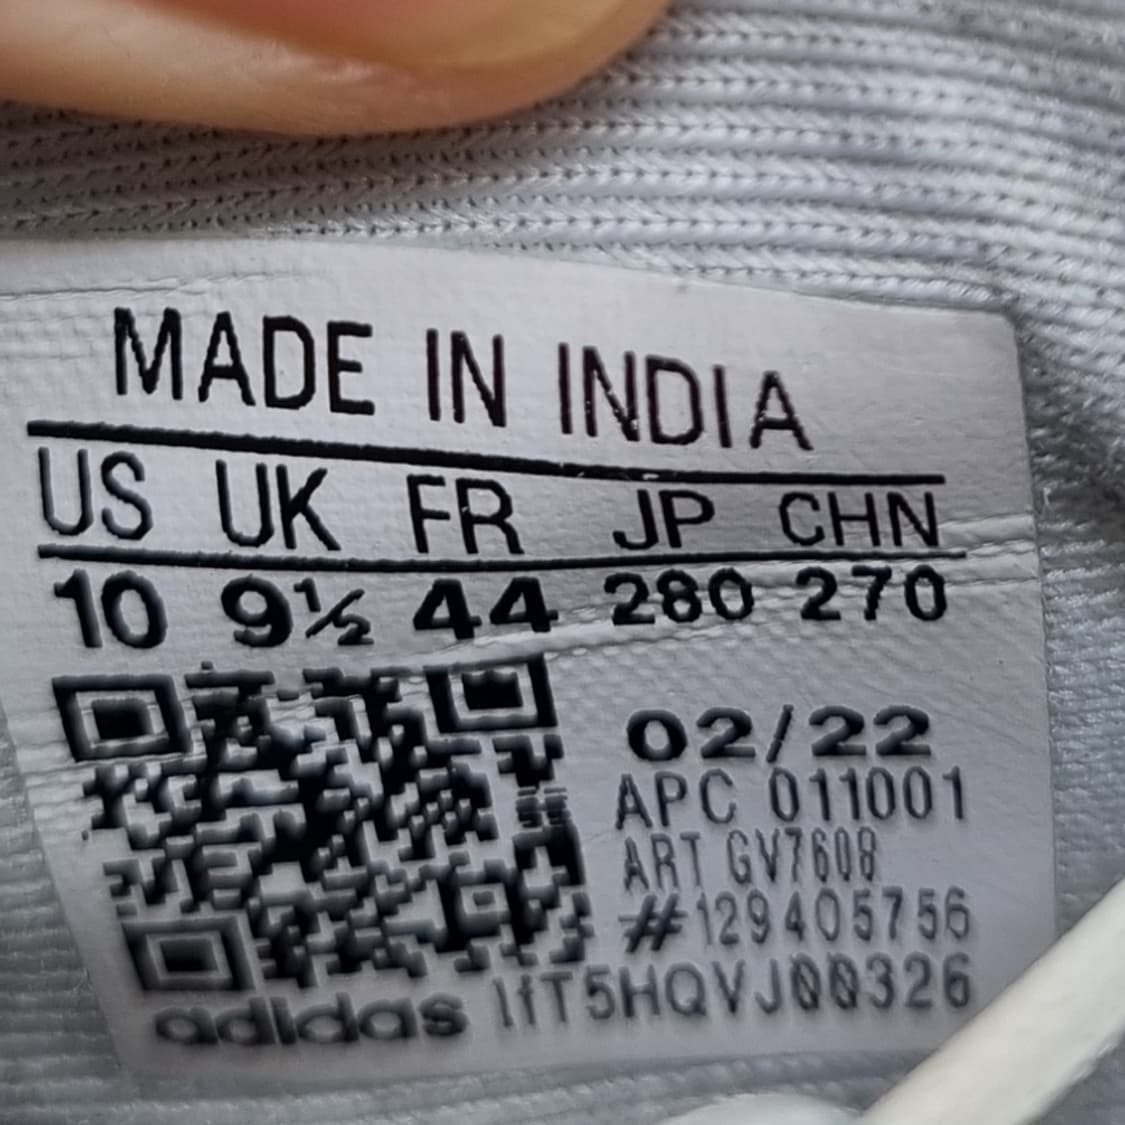 MADE IN INDIA
US UK FR JP CHN
10 9½ 44 280 270
02/22
APC 011001
ART GV7608
#129405756
adidas lfT5HQVJ00326